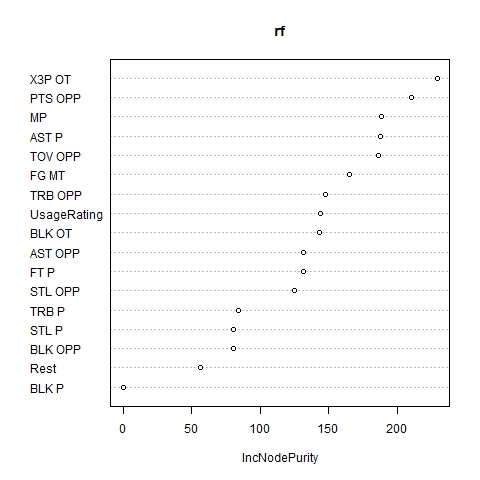 rf
X3P OT
PTS OPP
MP
AST P
TOV OPP
FG MT
TRB OPP
UsageRating
BLK OT
AST OPP
FT P
STL OPP
TRB P
STL P
BLK OPP
Rest
BLK P
0 50 100 150 200
IncNodePurity